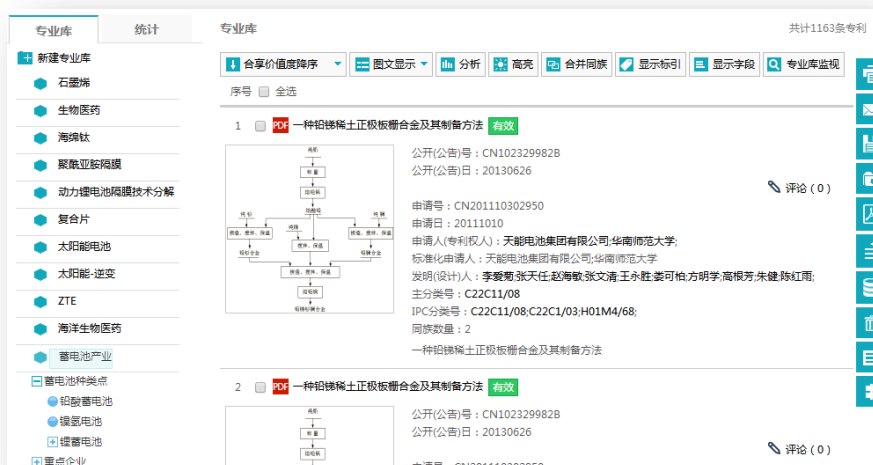 专业库
统计
新建专业库
石墨烯
生物医药
海绵钛
聚酰亚胺隔膜
动力锂电池隔膜技术分解
复合片
太阳能电池
太阳能-逆变
ZTE
海洋生物医药
蓄电池产业
蓄电池种类点
铅酸蓄电池
镍氢电池
锂蓄电池
重点企业
专业库
共计1163条专利
合享价值度降序
图文显示
分析
高亮
合并同族
显示标引
显示字段
专业库监视
序号 全选
1 PDF 一种铅锑稀土正极板栅合金及其制备方法 有效
公开(公告)号：CN102329982B
公开(公告)日：20130626
评论 ( 0 )
申请号：CN201110302950
申请日：20111010
申请人(专利权人)：天能电池集团有限公司;华南师范大学;
标准化申请人：天能电池集团有限公司;华南师范大学
发明(设计)人：李爱菊;张天任;赵海敏;张文清;王永胜;娄可柏;方明学;高根芳;朱健;陈红雨;
主分类号：C22C11/08
IPC分类号：C22C11/08;C22C1/03;H01M4/68;
同族数量：2
一种铅锑稀土正极板栅合金及其制备方法
2 PDF 一种铅锑稀土正极板栅合金及其制备方法 有效
公开(公告)号：CN102329982B
公开(公告)日：20130626
评论 ( 0 )
申请号：CN201110302950